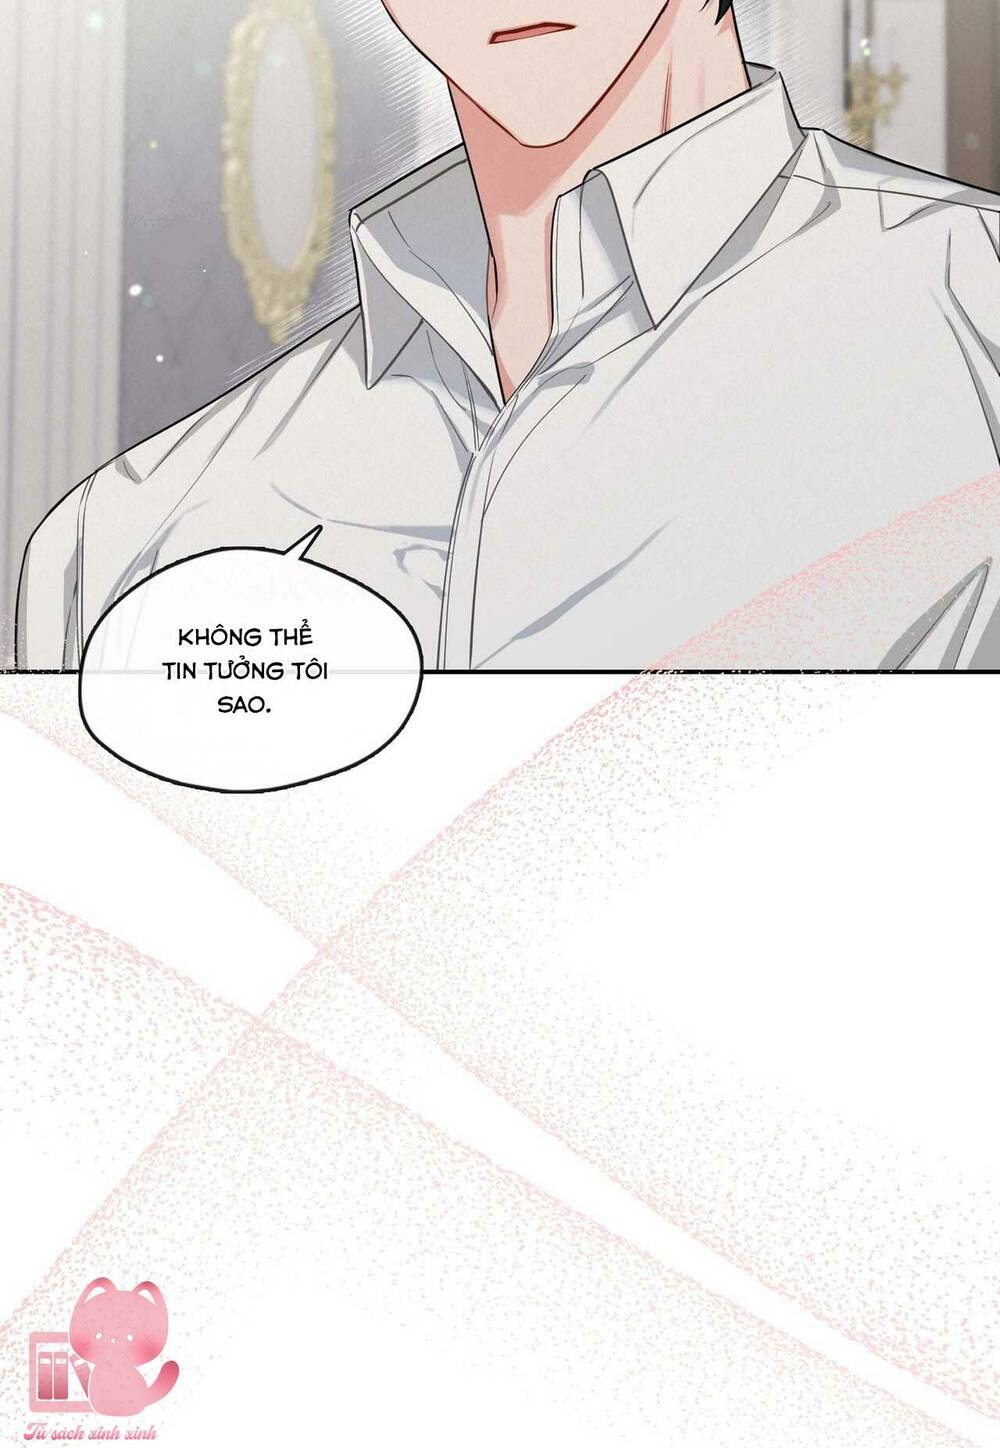 KHÔNG THỂ
TIN TƯỞNG TÔI
SAO.
Tủ sách xinh xinh